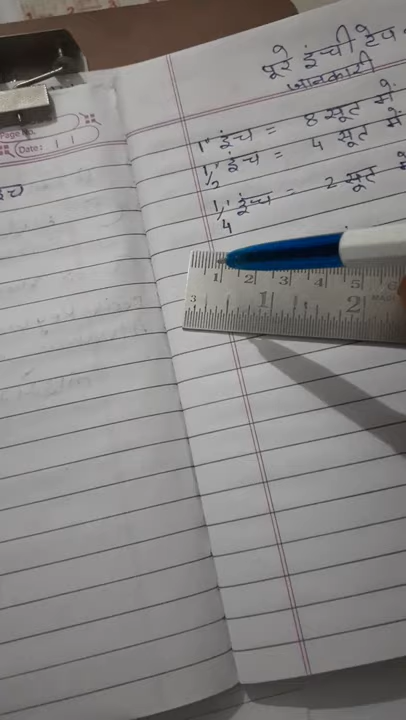 पूरे इंची टेप
जानकारी
1" इंच = 8 सूत में
1/2" इंच = 4 सूत में
1/4" इंच = 2 सूत में
Page No.
Date:
इंच
1 2 3 4 5 6
3 1 2